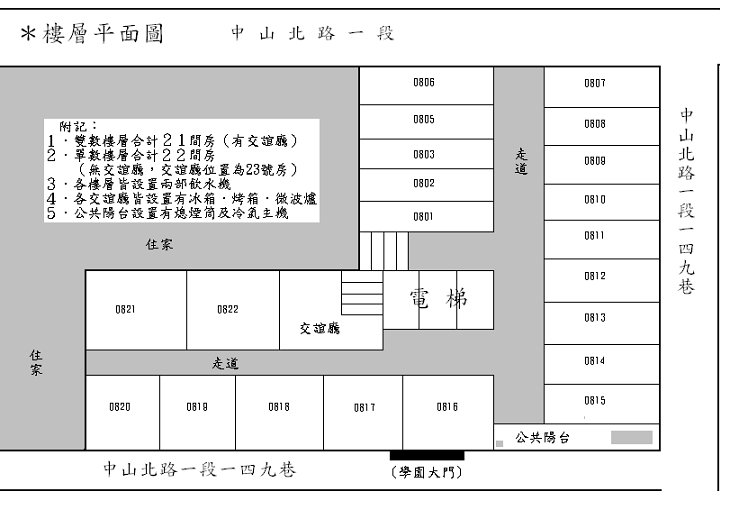 ＊樓層平面圖
中山北路一段
附記：
1．雙數樓層合計21間房（有交誼廳）
2．單數樓層合計22間房
（無交誼廳，交誼廳位置為23號房）
3．各樓層皆設置兩部飲水機
4．各交誼廳皆設置有冰箱．烤箱．微波爐
5．公共陽台設置有熄煙筒及冷氣主機
住家
0806
0805
0803
0802
0801
走道
0807
0808
0809
0810
0811
0812
0813
0814
0815
中山北路一段一四九巷
0821
0822
交誼廳
電梯
住家
走道
0820
0819
0818
0817
0816
公共陽台
中山北路一段一四九巷
(學園大門)